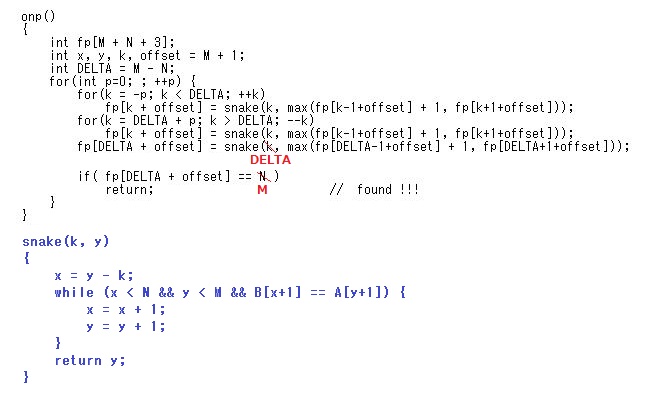 onp()
{
    int fp[M + N + 3];
    int x, y, k, offset = M + 1;
    int DELTA = M - N;
    for(int p=0; ; ++p) {
        for(k = -p; k < DELTA; ++k)
            fp[k + offset] = snake(k, max(fp[k-1+offset] + 1, fp[k+1+offset]));
        for(k = DELTA + p; k > DELTA; --k)
            fp[k + offset] = snake(k, max(fp[k-1+offset] + 1, fp[k+1+offset]));
        fp[DELTA + offset] = snake(k, max(fp[DELTA-1+offset] + 1, fp[DELTA+1+offset]));
DELTA
        if( fp[DELTA + offset] == N )
            return;                // found !!!
M
    }
}
snake(k, y)
{
    x = y - k;
    while (x < N && y < M && B[x+1] == A[y+1]) {
        x = x + 1;
        y = y + 1;
    }
    return y;
}